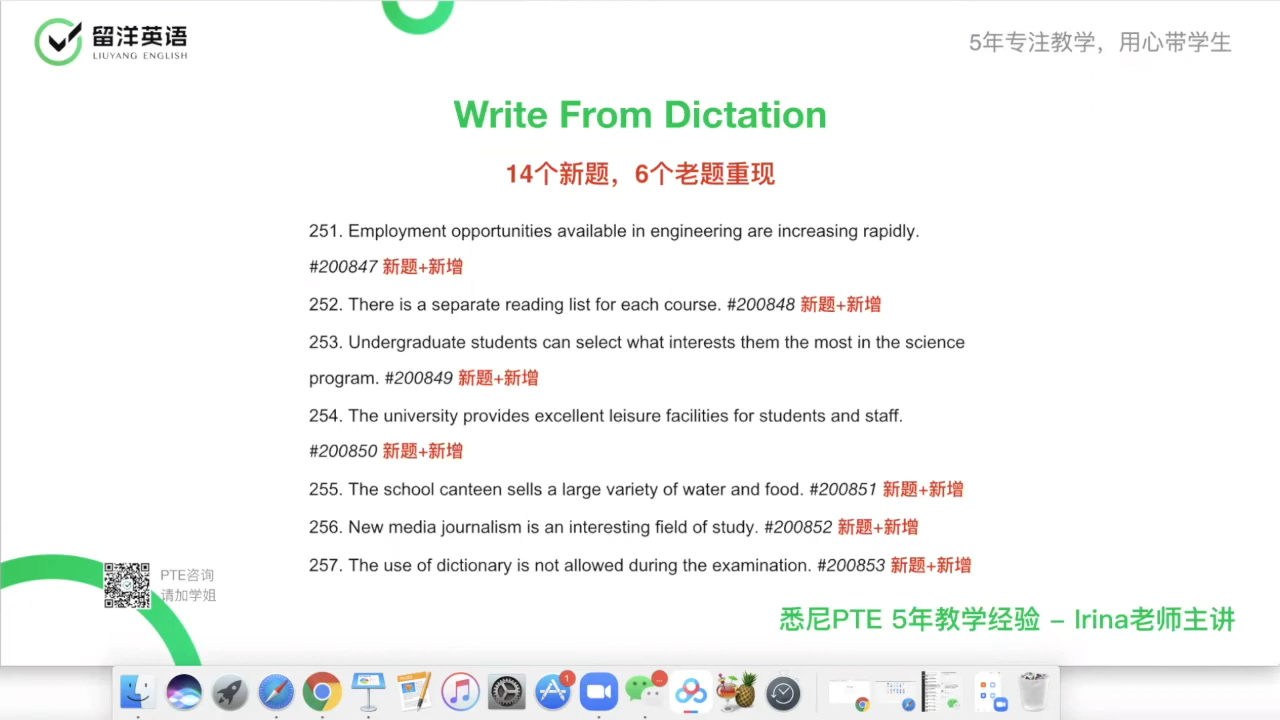 留洋英语
LIUYANG ENGLISH
5年专注教学，用心带学生
Write From Dictation
14个新题，6个老题重现
251. Employment opportunities available in engineering are increasing rapidly.
#200847 新题+新增
252. There is a separate reading list for each course. #200848 新题+新增
253. Undergraduate students can select what interests them the most in the science
program. #200849 新题+新增
254. The university provides excellent leisure facilities for students and staff.
#200850 新题+新增
255. The school canteen sells a large variety of water and food. #200851 新题+新增
256. New media journalism is an interesting field of study. #200852 新题+新增
257. The use of dictionary is not allowed during the examination. #200853 新题+新增
PTE咨询
请加学姐
悉尼PTE 5年教学经验 – Irina老师主讲
1